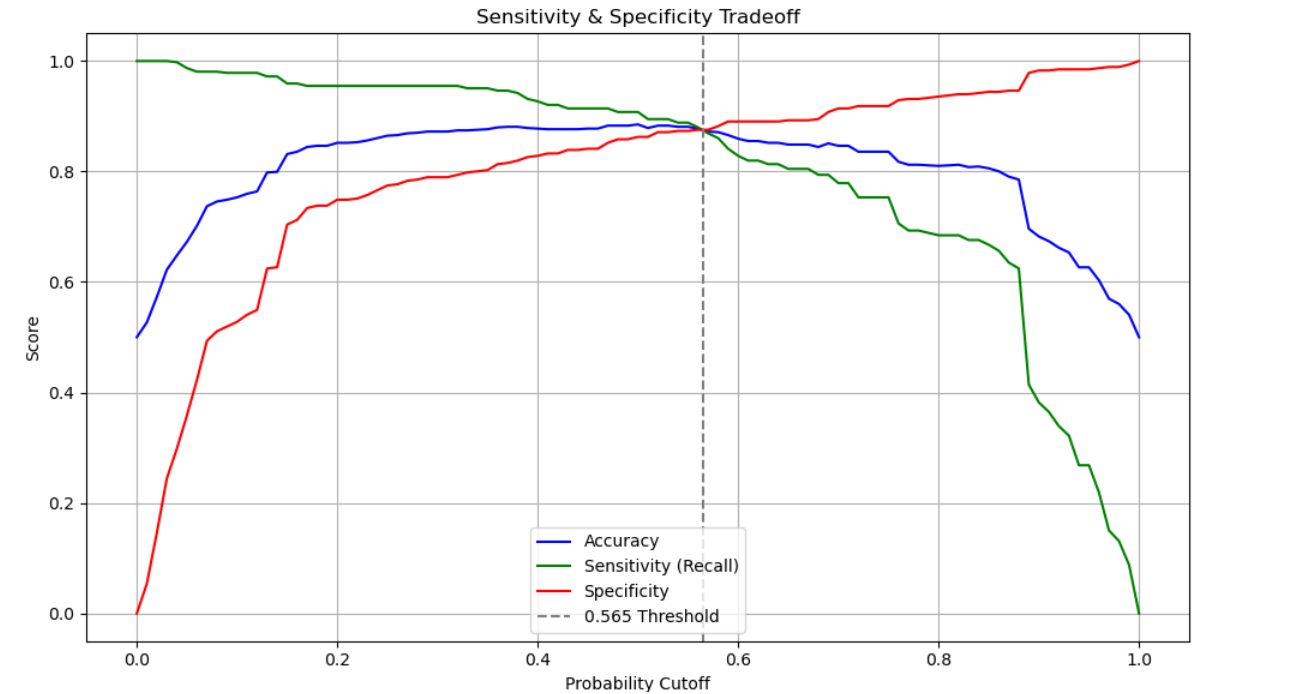 Sensitivity & Specificity Tradeoff
1.0
0.8
0.6
0.4
0.2
0.0
Score
Accuracy
Sensitivity (Recall)
Specificity
0.565 Threshold
0.0 0.2 0.4 0.6 0.8 1.0
Probability Cutoff